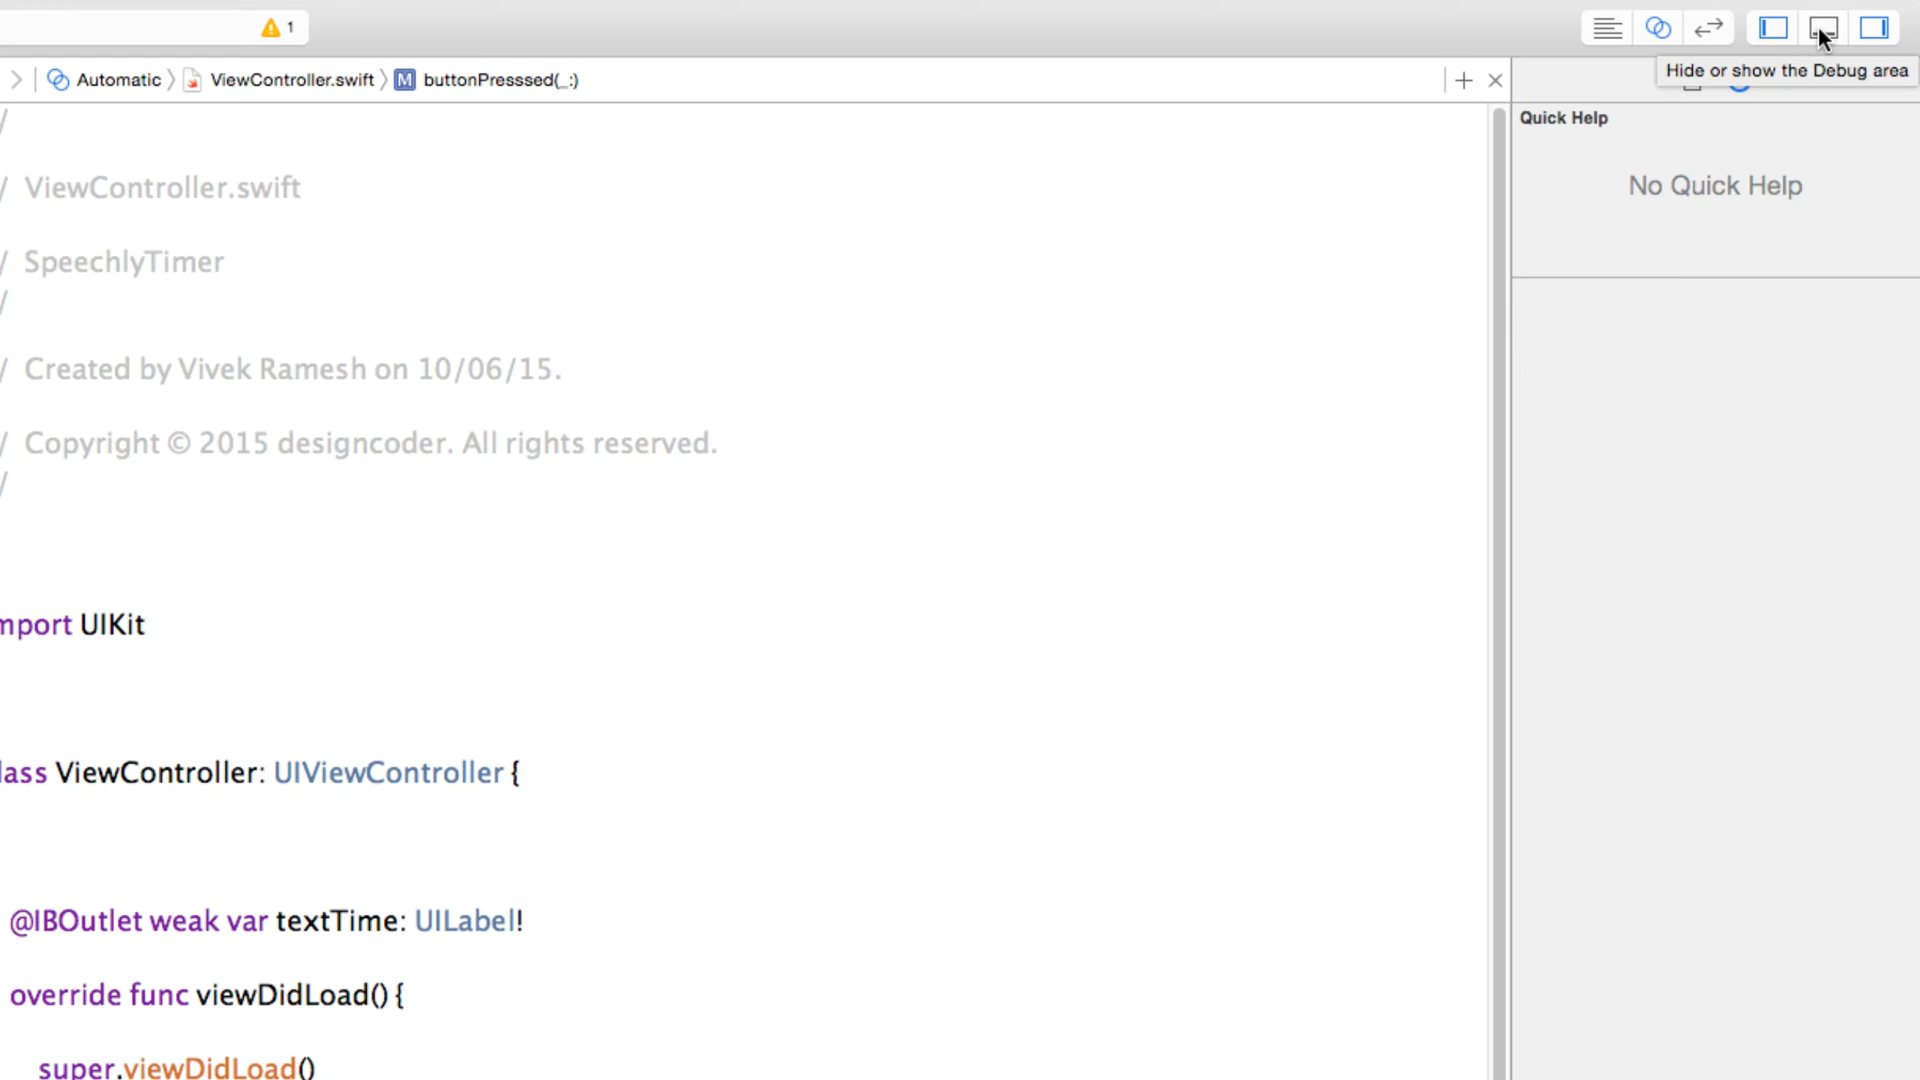 1
Automatic ViewController.swift M buttonPresssed(_:)
Hide or show the Debug area
Quick Help
No Quick Help
/
/ ViewController.swift
/ SpeechlyTimer
/
/ Created by Vivek Ramesh on 10/06/15.
/ Copyright © 2015 designcoder. All rights reserved.
/
mport UIKit
lass ViewController: UIViewController {
@IBOutlet weak var textTime: UILabel!
override func viewDidLoad() {
super.viewDidLoad()